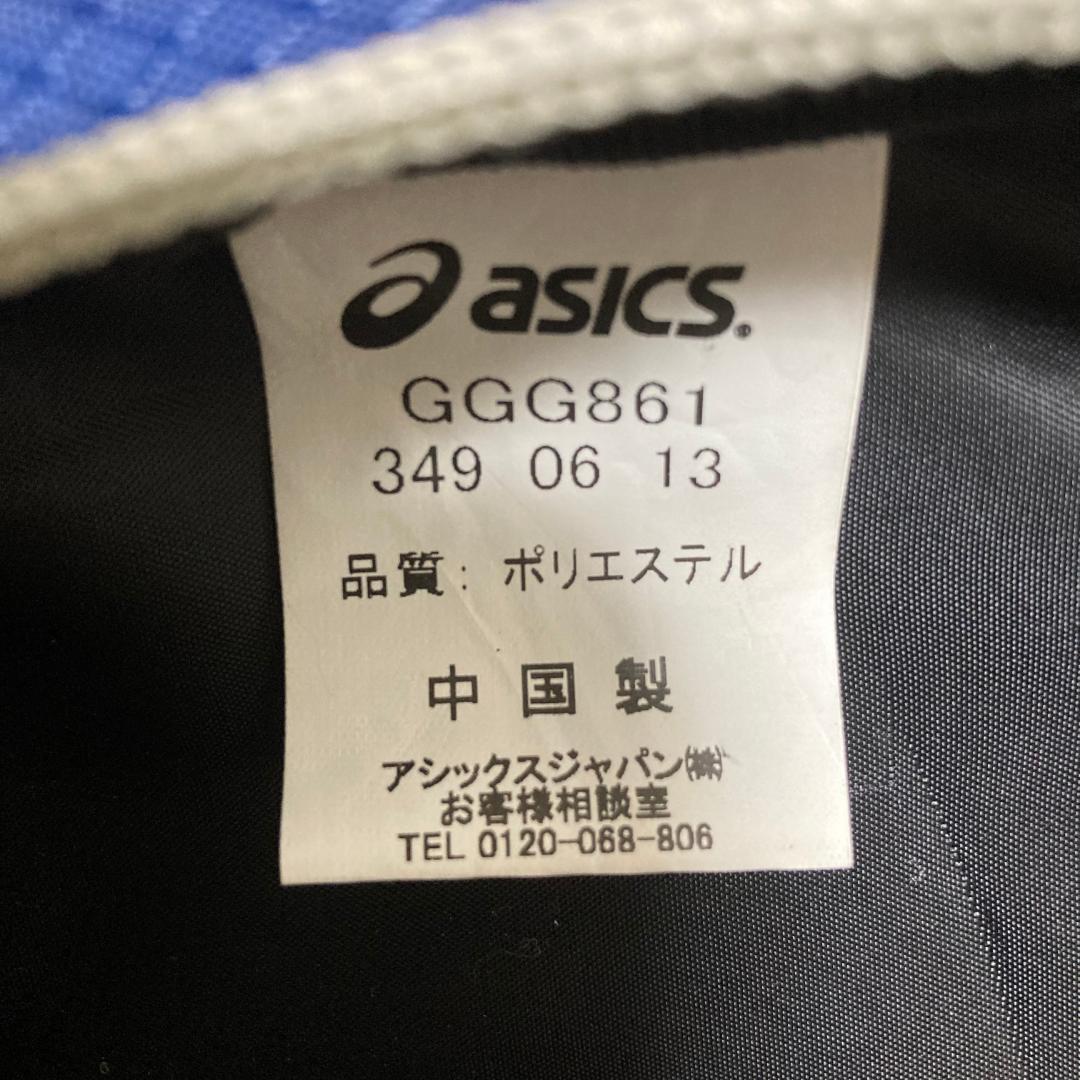 asics
GGG861
349 06 13
品質: ポリエステル
中国製
アシックスジャパン㈱
お客様相談室
TEL 0120-068-806